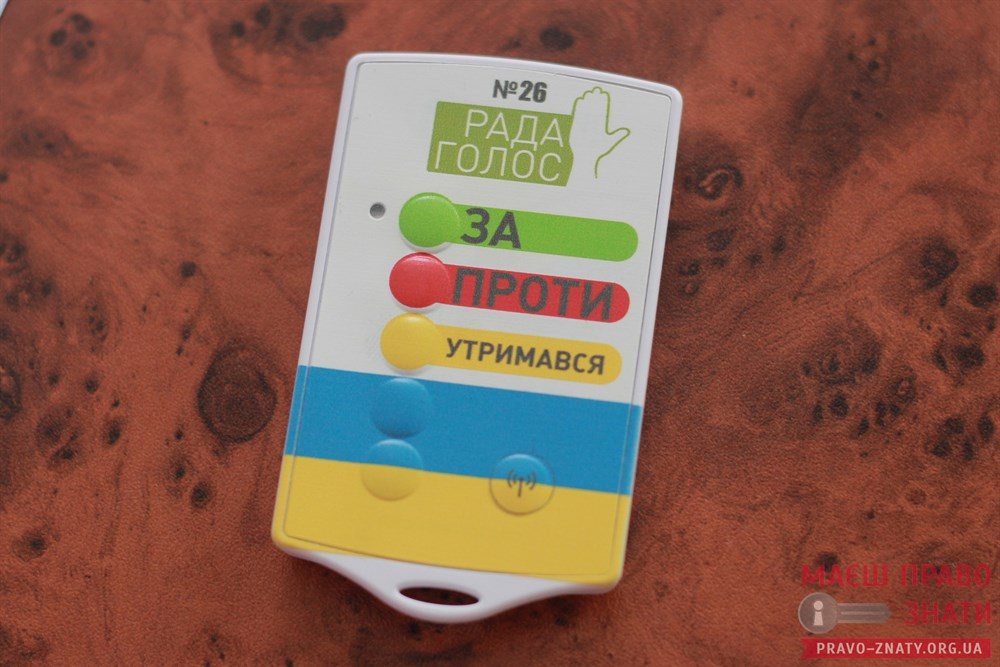 №26
РАДА
ГОЛОС
ЗА
ПРОТИ
УТРИМАВСЯ
МАЄШ ПРАВО
ЗНАТИ
PRAVO-ZNATY.ORG.UA